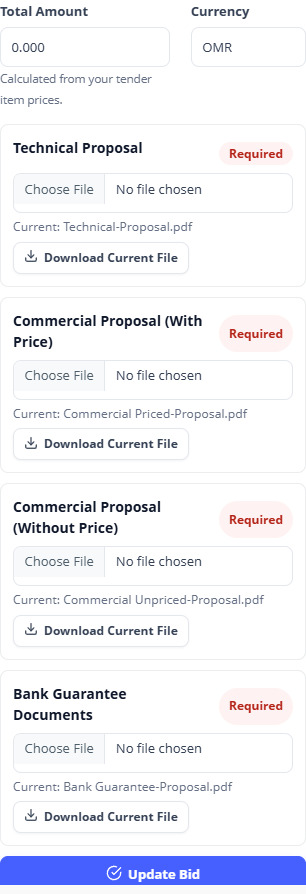 Total Amount Currency
0.000 OMR
Calculated from your tender
item prices.
Technical Proposal Required
Choose File No file chosen
Current: Technical-Proposal.pdf
Download Current File
Commercial Proposal (With
Price) Required
Choose File No file chosen
Current: Commercial Priced-Proposal.pdf
Download Current File
Commercial Proposal
(Without Price) Required
Choose File No file chosen
Current: Commercial Unpriced-Proposal.pdf
Download Current File
Bank Guarantee
Documents Required
Choose File No file chosen
Current: Bank Guarantee-Proposal.pdf
Download Current File
Update Bid